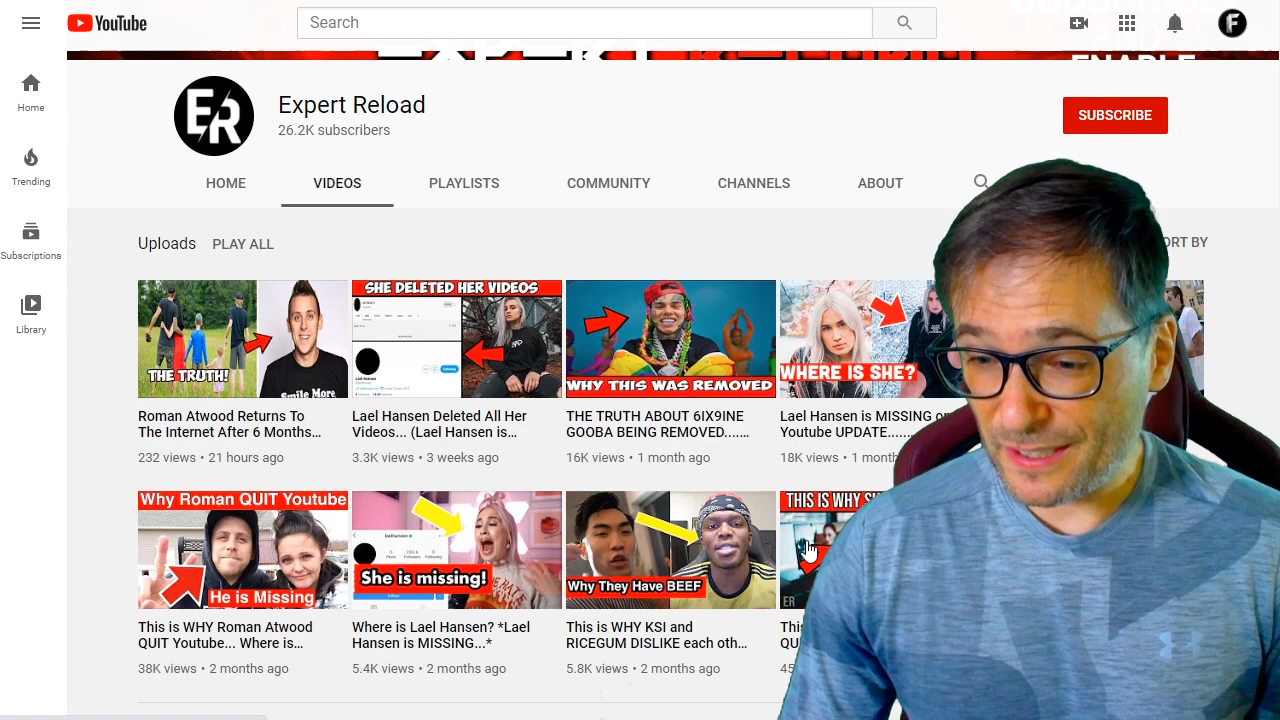 YouTube
Search
F
ENABLE
Home
Trending
Subscriptions
Library
ER
Expert Reload
26.2K subscribers
SUBSCRIBE
HOME VIDEOS PLAYLISTS COMMUNITY CHANNELS ABOUT
Uploads PLAY ALL
ORT BY
THE TRUTH!
Smile More
SHE DELETED HER VIDEOS
WHY THIS WAS REMOVED
WHERE IS SHE?
Roman Atwood Returns To
The Internet After 6 Months...
232 views • 21 hours ago
Lael Hansen Deleted All Her
Videos... (Lael Hansen is...
3.3K views • 3 weeks ago
THE TRUTH ABOUT 6IX9INE
GOOBA BEING REMOVED.......
16K views • 1 month ago
Lael Hansen is MISSING on
Youtube UPDATE.......
18K views • 1 month
Why Roman QUIT Youtube
He is Missing
She is missing!
Why They Have BEEF
THIS IS WHY
ER
This is WHY Roman Atwood
QUIT Youtube... Where is...
38K views • 2 months ago
Where is Lael Hansen? *Lael
Hansen is MISSING...*
5.4K views • 2 months ago
This is WHY KSI and
RICEGUM DISLIKE each oth...
5.8K views • 2 months ago